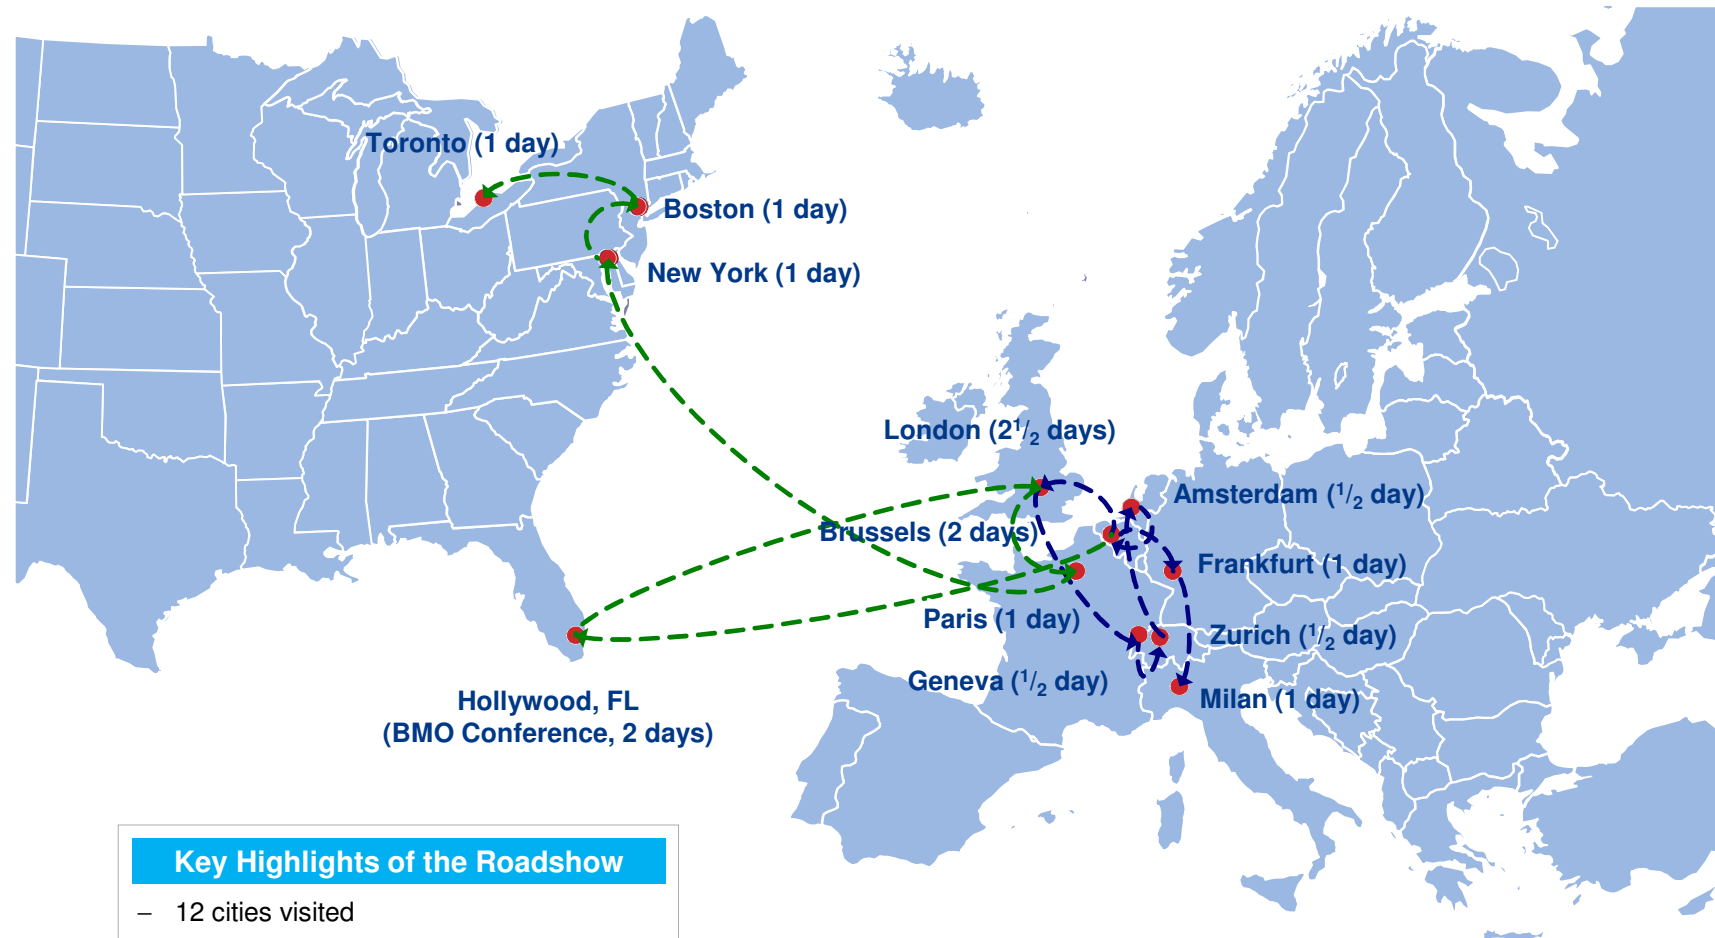 Toronto (1 day)
Boston (1 day)
New York (1 day)
London (2 1/2 days)
Amsterdam (1/2 day)
Brussels (2 days)
Frankfurt (1 day)
Paris (1 day)
Zurich (1/2 day)
Geneva (1/2 day)
Milan (1 day)
Hollywood, FL
(BMO Conference, 2 days)
Key Highlights of the Roadshow
– 12 cities visited